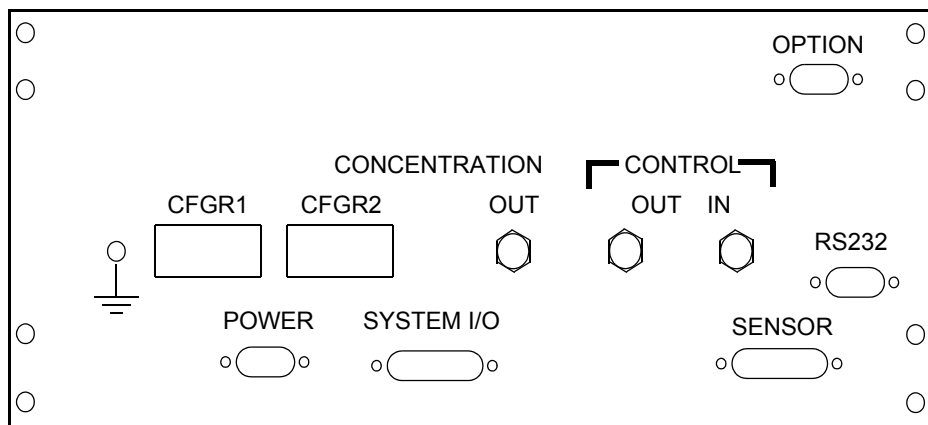 OPTION
CONCENTRATION CONTROL
CFGR1 CFGR2 OUT OUT IN
RS232
POWER SYSTEM I/O SENSOR